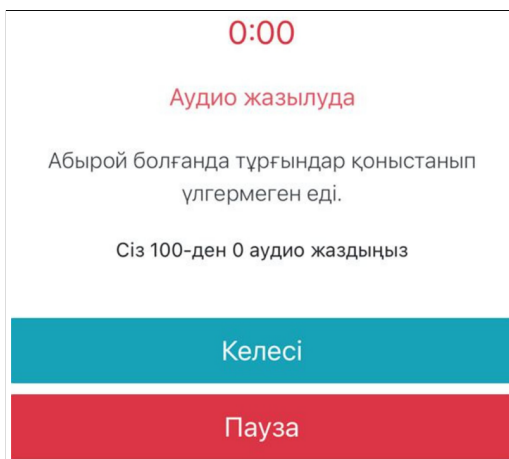 0:00
Аудио жазылуда
Абырой болғанда тұрғындар қоныстанып
үлгермеген еді.
Сіз 100-ден 0 аудио жаздыңыз
Келесі
Пауза